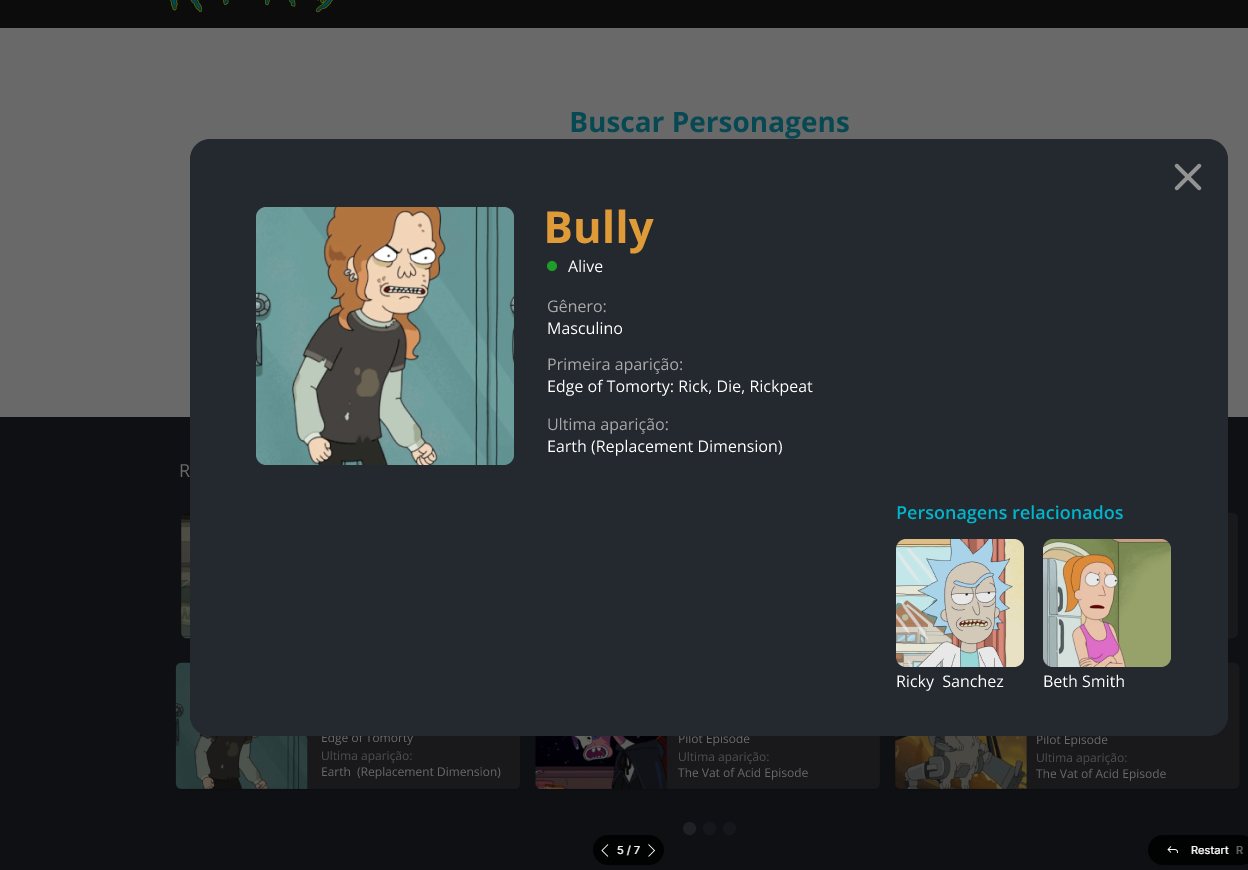 Buscar Personagens
Bully
Alive
Gênero:
Masculino
Primeira aparição:
Edge of Tomorty: Rick, Die, Rickpeat
Ultima aparição:
Earth (Replacement Dimension)
R
Personagens relacionados
Ricky  Sanchez
Beth Smith
Edge of Tomorty
Ultima aparição:
Earth  (Replacement Dimension)
Pilot Episode
Ultima aparição:
The Vat of Acid Episode
Pilot Episode
Ultima aparição:
The Vat of Acid Episode
5 / 7
Restart R